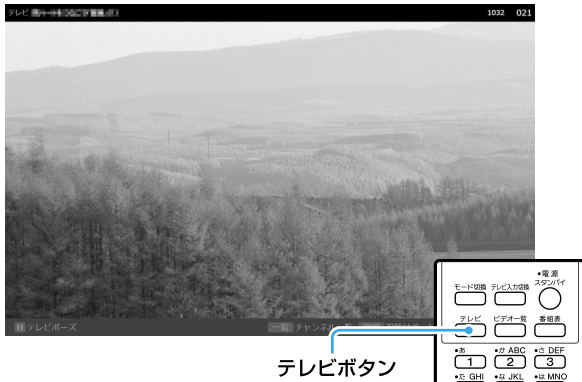 テレビ
1032 021
テレビポーズ
一覧 チャンネル
•電源
モード切換 テレビ入力切換 スタンバイ
テレビ ビデオ一覧 番組表
•あ •か ABC •さ DEF
1 2 3
•た GHI •な JKL •は MNO
テレビボタン